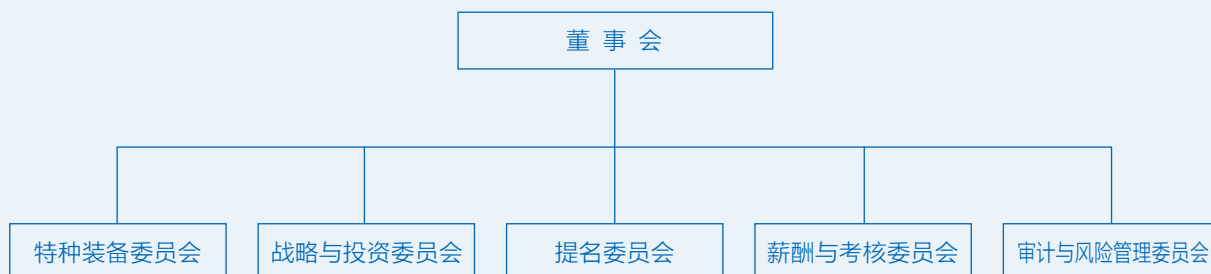 董事会
特种装备委员会
战略与投资委员会
提名委员会
薪酬与考核委员会
审计与风险管理委员会